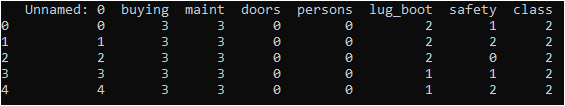 Unnamed: 0 buying maint doors persons lug_boot safety class
0 0 3 3 0 0 2 1 2
1 1 3 3 0 0 2 2 2
2 2 3 3 0 0 2 0 2
3 3 3 3 0 0 1 1 2
4 4 3 3 0 0 1 2 2